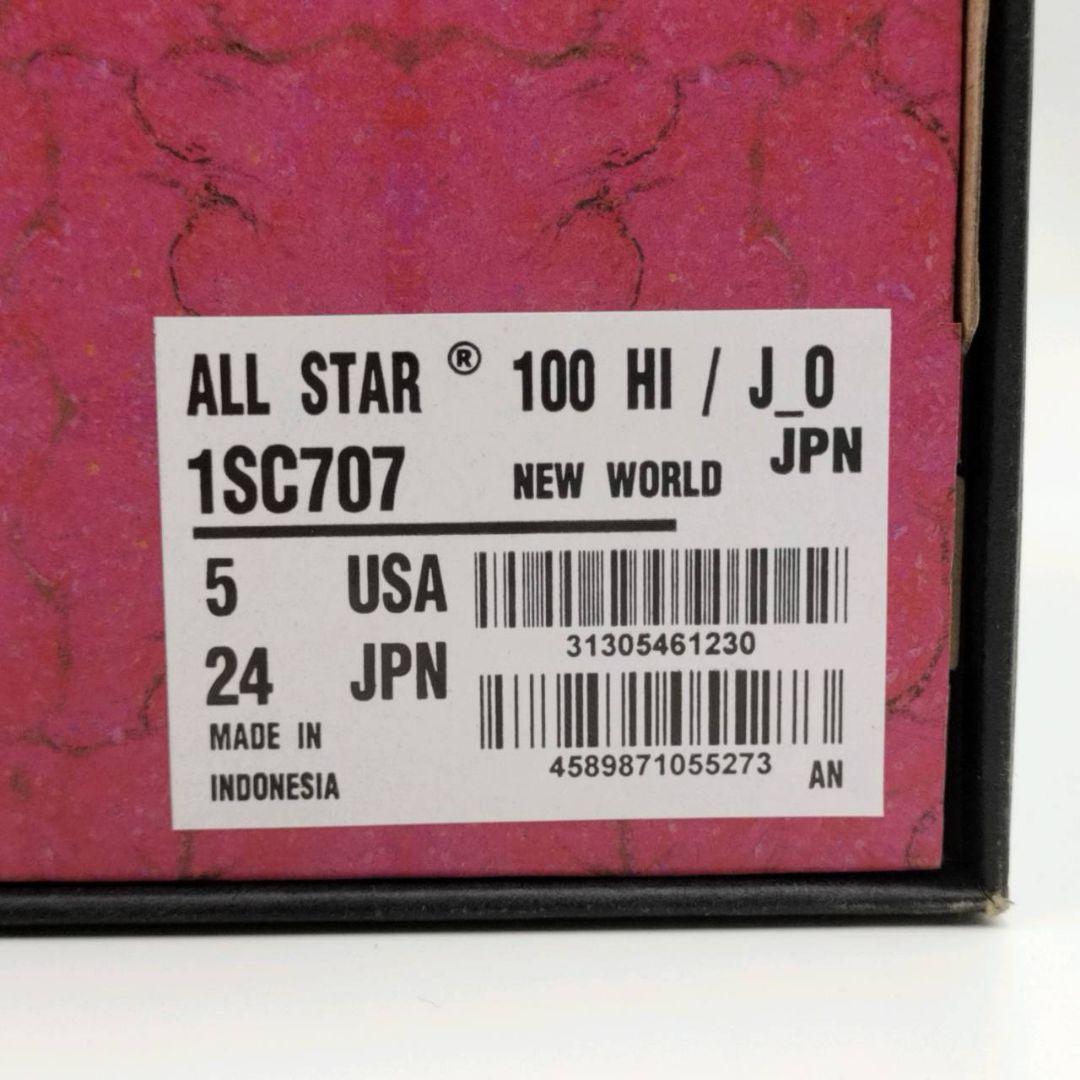 ALL STAR ® 100 HI / J_O
1SC707 NEW WORLD JPN
5 USA
31305461230
24 JPN
MADE IN
4589871055273 AN
INDONESIA